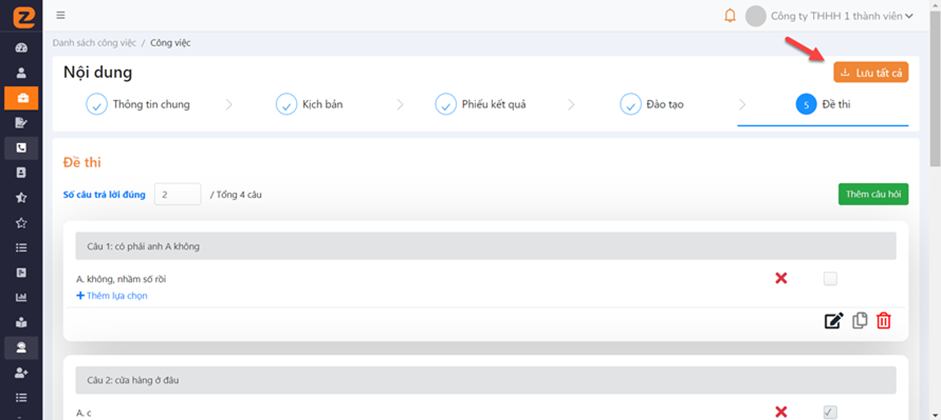 Công ty THHH 1 thành viên
Danh sách công việc / Công việc
Nội dung
Lưu tất cả
Thông tin chung
Kịch bản
Phiếu kết quả
Đào tạo
5 Đề thi
Đề thi
Số câu trả lời đúng 2 / Tổng 4 câu
Thêm câu hỏi
Câu 1: có phải anh A không
A. không, nhầm số rồi
+ Thêm lựa chọn
Câu 2: cửa hàng ở đâu
A. c